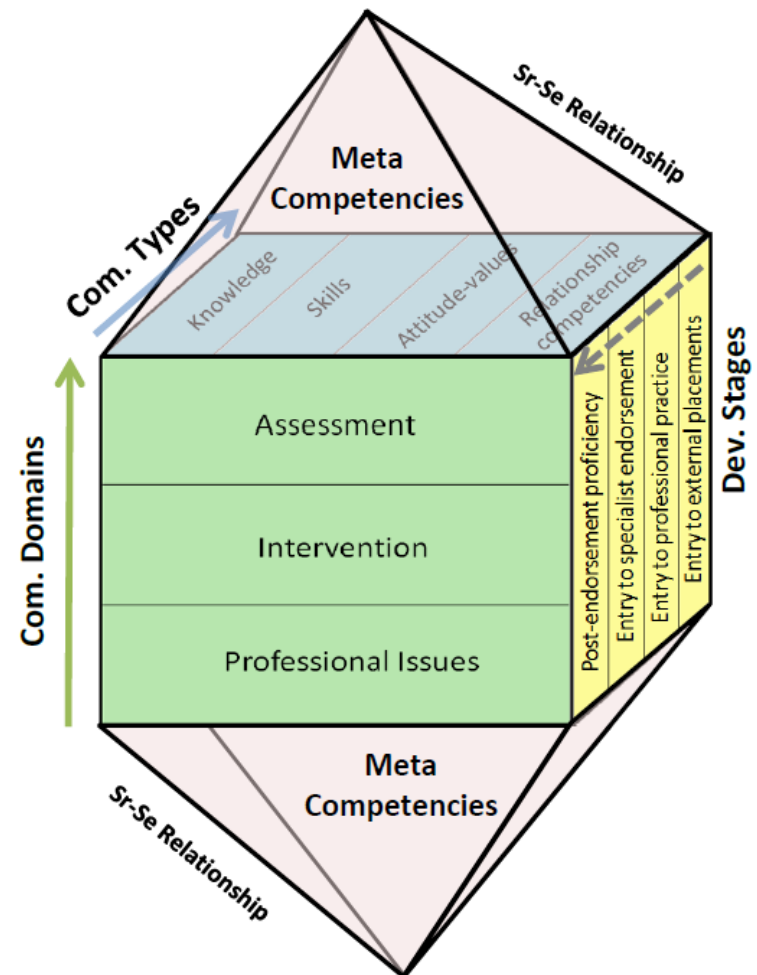 Sr-Se Relationship
Meta
Competencies
Com. Types
Knowledge
Skills
Attitude-values
Relationship
competencies
Com. Domains
Assessment
Intervention
Professional Issues
Post-endorsement proficiency
Entry to specialist endorsement
Entry to professional practice
Entry to external placements
Dev. Stages
Meta
Competencies
Sr-Se Relationship